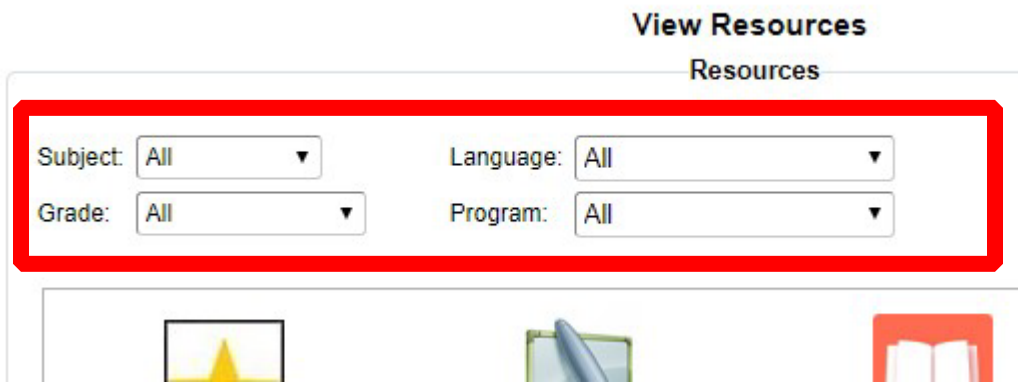 View Resources
Resources
Subject: All Language: All
Grade: All Program: All